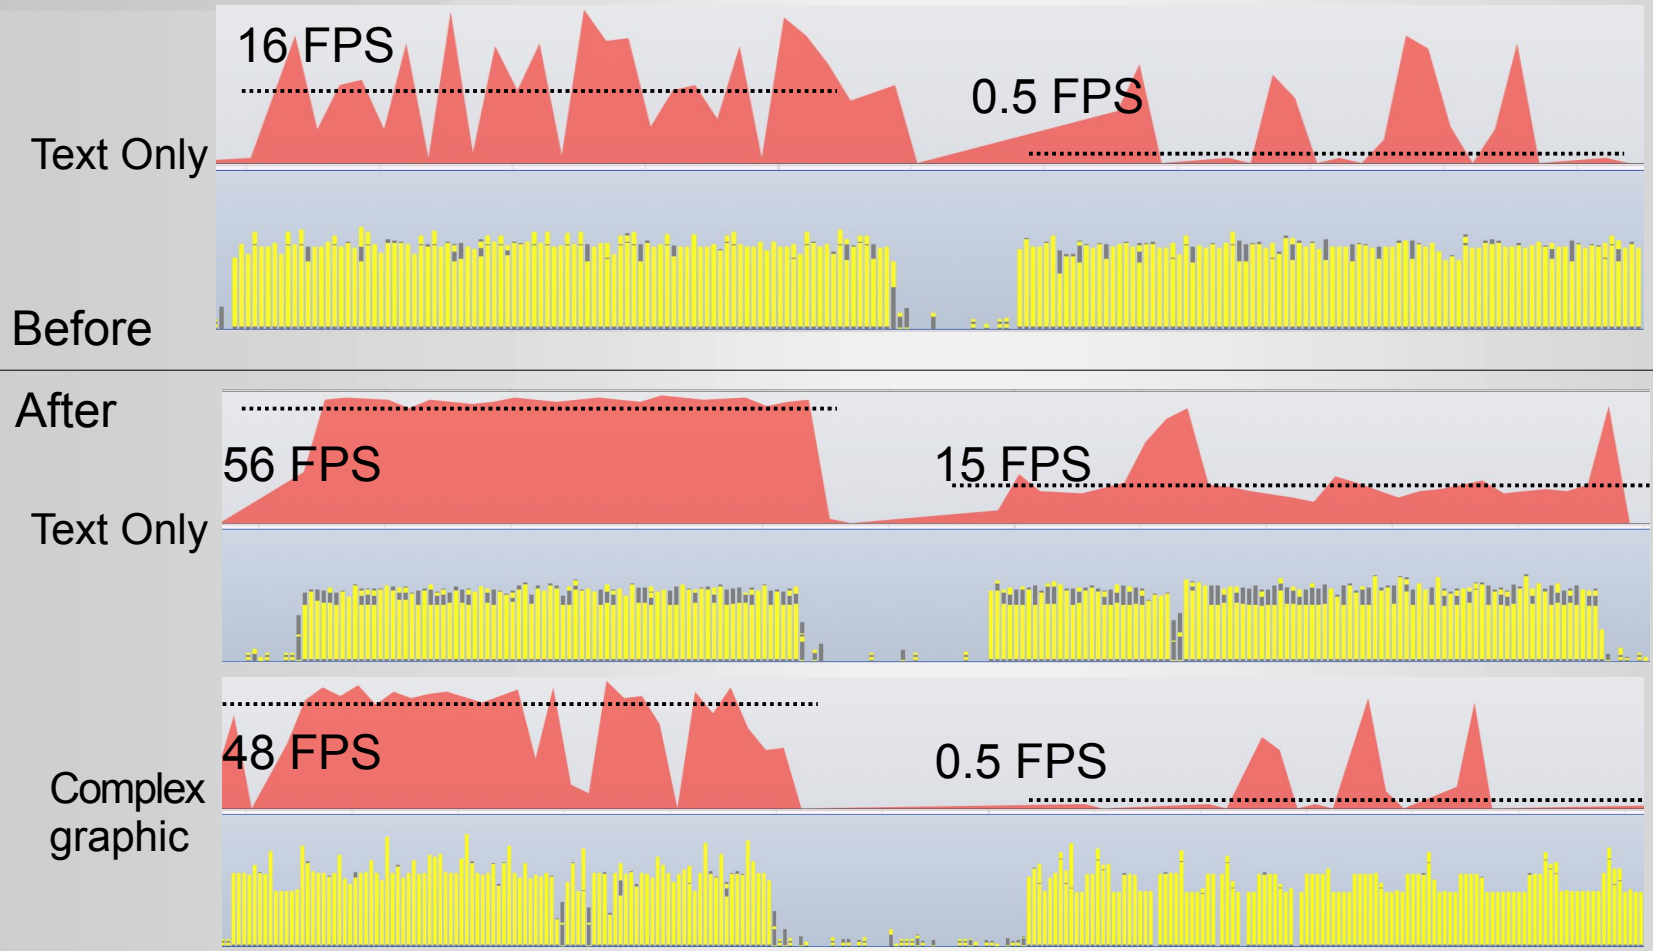 16 FPS
0.5 FPS
Text Only
Before
After
56 FPS
15 FPS
Text Only
48 FPS
0.5 FPS
Complex
graphic